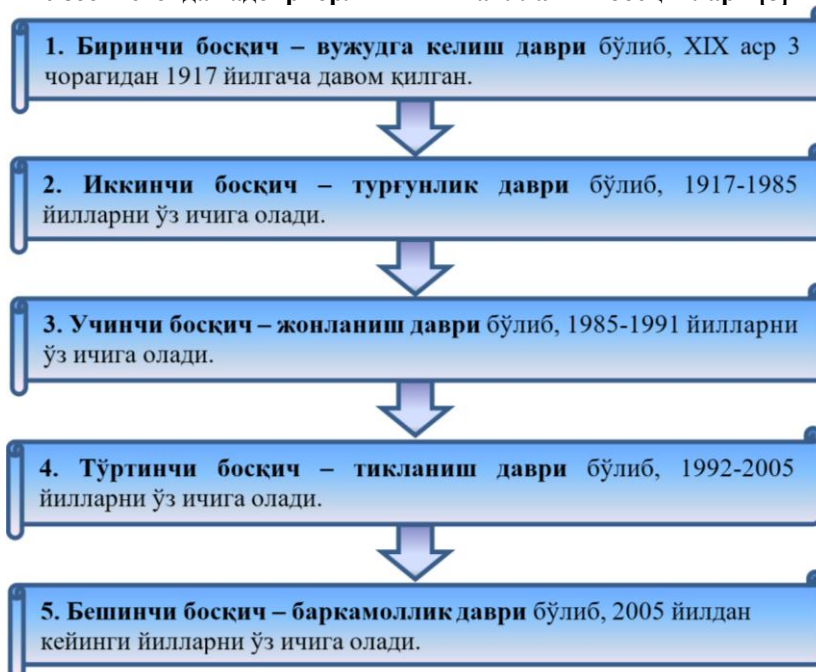 1. Биринчи босқич – вужудга келиш даври бўлиб, XIX аср 3
чорагидан 1917 йилгача давом қилган.
2. Иккинчи босқич – турғунлик даври бўлиб, 1917-1985
йилларни ўз ичига олади.
3. Учинчи босқич – жонланиш даври бўлиб, 1985-1991 йилларни
ўз ичига олади.
4. Тўртинчи босқич – тикланиш даври бўлиб, 1992-2005
йилларни ўз ичига олади.
5. Бешинчи босқич – баркамоллик даври бўлиб, 2005 йилдан
кейинги йилларни ўз ичига олади.